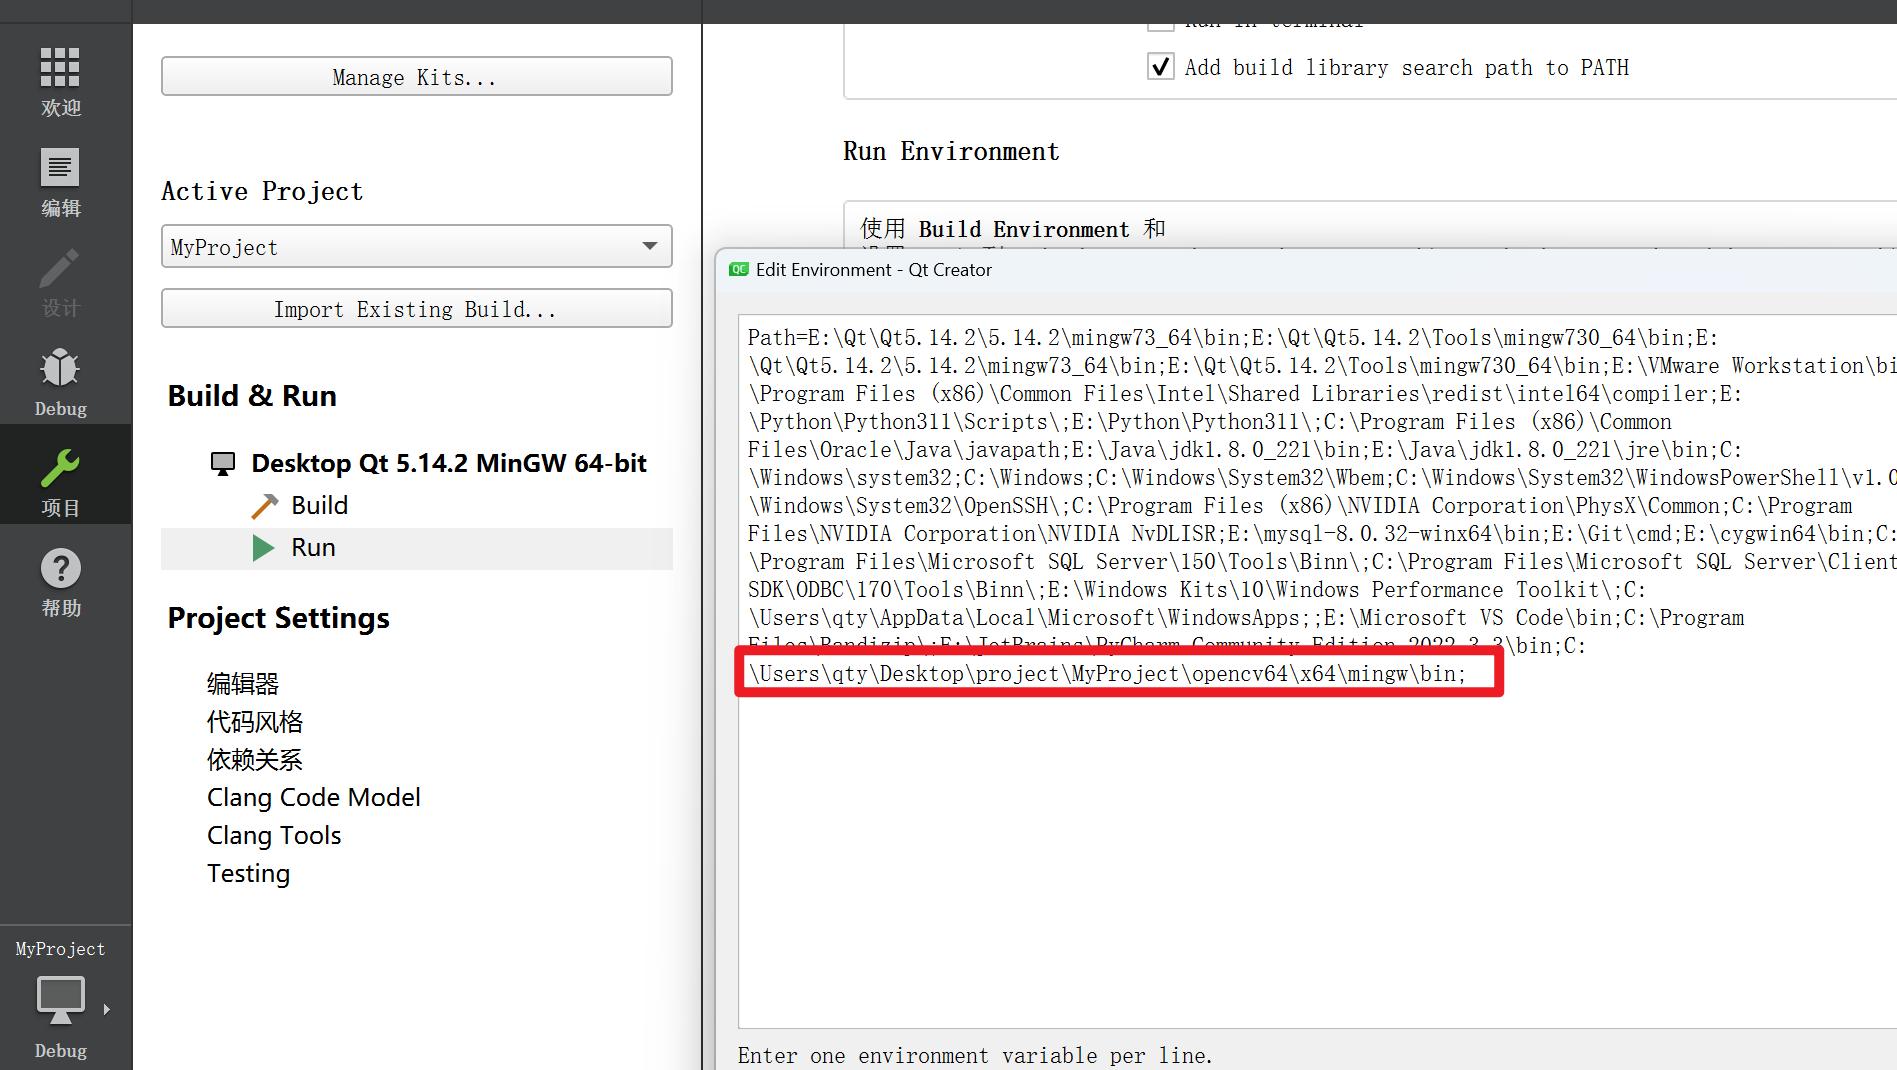 欢迎
编辑
设计
Debug
项目
帮助
MyProject
Debug
Manage Kits...
Active Project
MyProject
Import Existing Build...
Build & Run
Desktop Qt 5.14.2 MinGW 64-bit
Build
Run
Project Settings
编辑器
代码风格
依赖关系
Clang Code Model
Clang Tools
Testing
Run in terminal
Add build library search path to PATH
Run Environment
使用 Build Environment 和
Edit Environment - Qt Creator
Path=E:\Qt\Qt5.14.2\5.14.2\mingw73_64\bin;E:\Qt\Qt5.14.2\Tools\mingw730_64\bin;E:
\Qt\Qt5.14.2\5.14.2\mingw73_64\bin;E:\Qt\Qt5.14.2\Tools\mingw730_64\bin;E:\VMware Workstation\bi
\Program Files (x86)\Common Files\Intel\Shared Libraries\redist\intel64\compiler;E:
\Python\Python311\Scripts\;E:\Python\Python311\;C:\Program Files (x86)\Common
Files\Oracle\Java\javapath;E:\Java\jdk1.8.0_221\bin;E:\Java\jdk1.8.0_221\jre\bin;C:
\Windows\system32;C:\Windows;C:\Windows\System32\Wbem;C:\Windows\System32\WindowsPowerShell\v1.0
\Windows\System32\OpenSSH\;C:\Program Files (x86)\NVIDIA Corporation\PhysX\Common;C:\Program
Files\NVIDIA Corporation\NVIDIA NvDLISR;E:\mysql-8.0.32-winx64\bin;E:\Git\cmd;E:\cygwin64\bin;C:
\Program Files\Microsoft SQL Server\150\Tools\Binn\;C:\Program Files\Microsoft SQL Server\Client
SDK\ODBC\170\Tools\Binn\;E:\Windows Kits\10\Windows Performance Toolkit\;C:
\Users\qty\AppData\Local\Microsoft\WindowsApps;;E:\Microsoft VS Code\bin;C:\Program
Files\Bandizip\;E:\JetBrains\PyCharm Community Edition 2022.3.3\bin;C:
\Users\qty\Desktop\project\MyProject\opencv64\x64\mingw\bin;
Enter one environment variable per line.